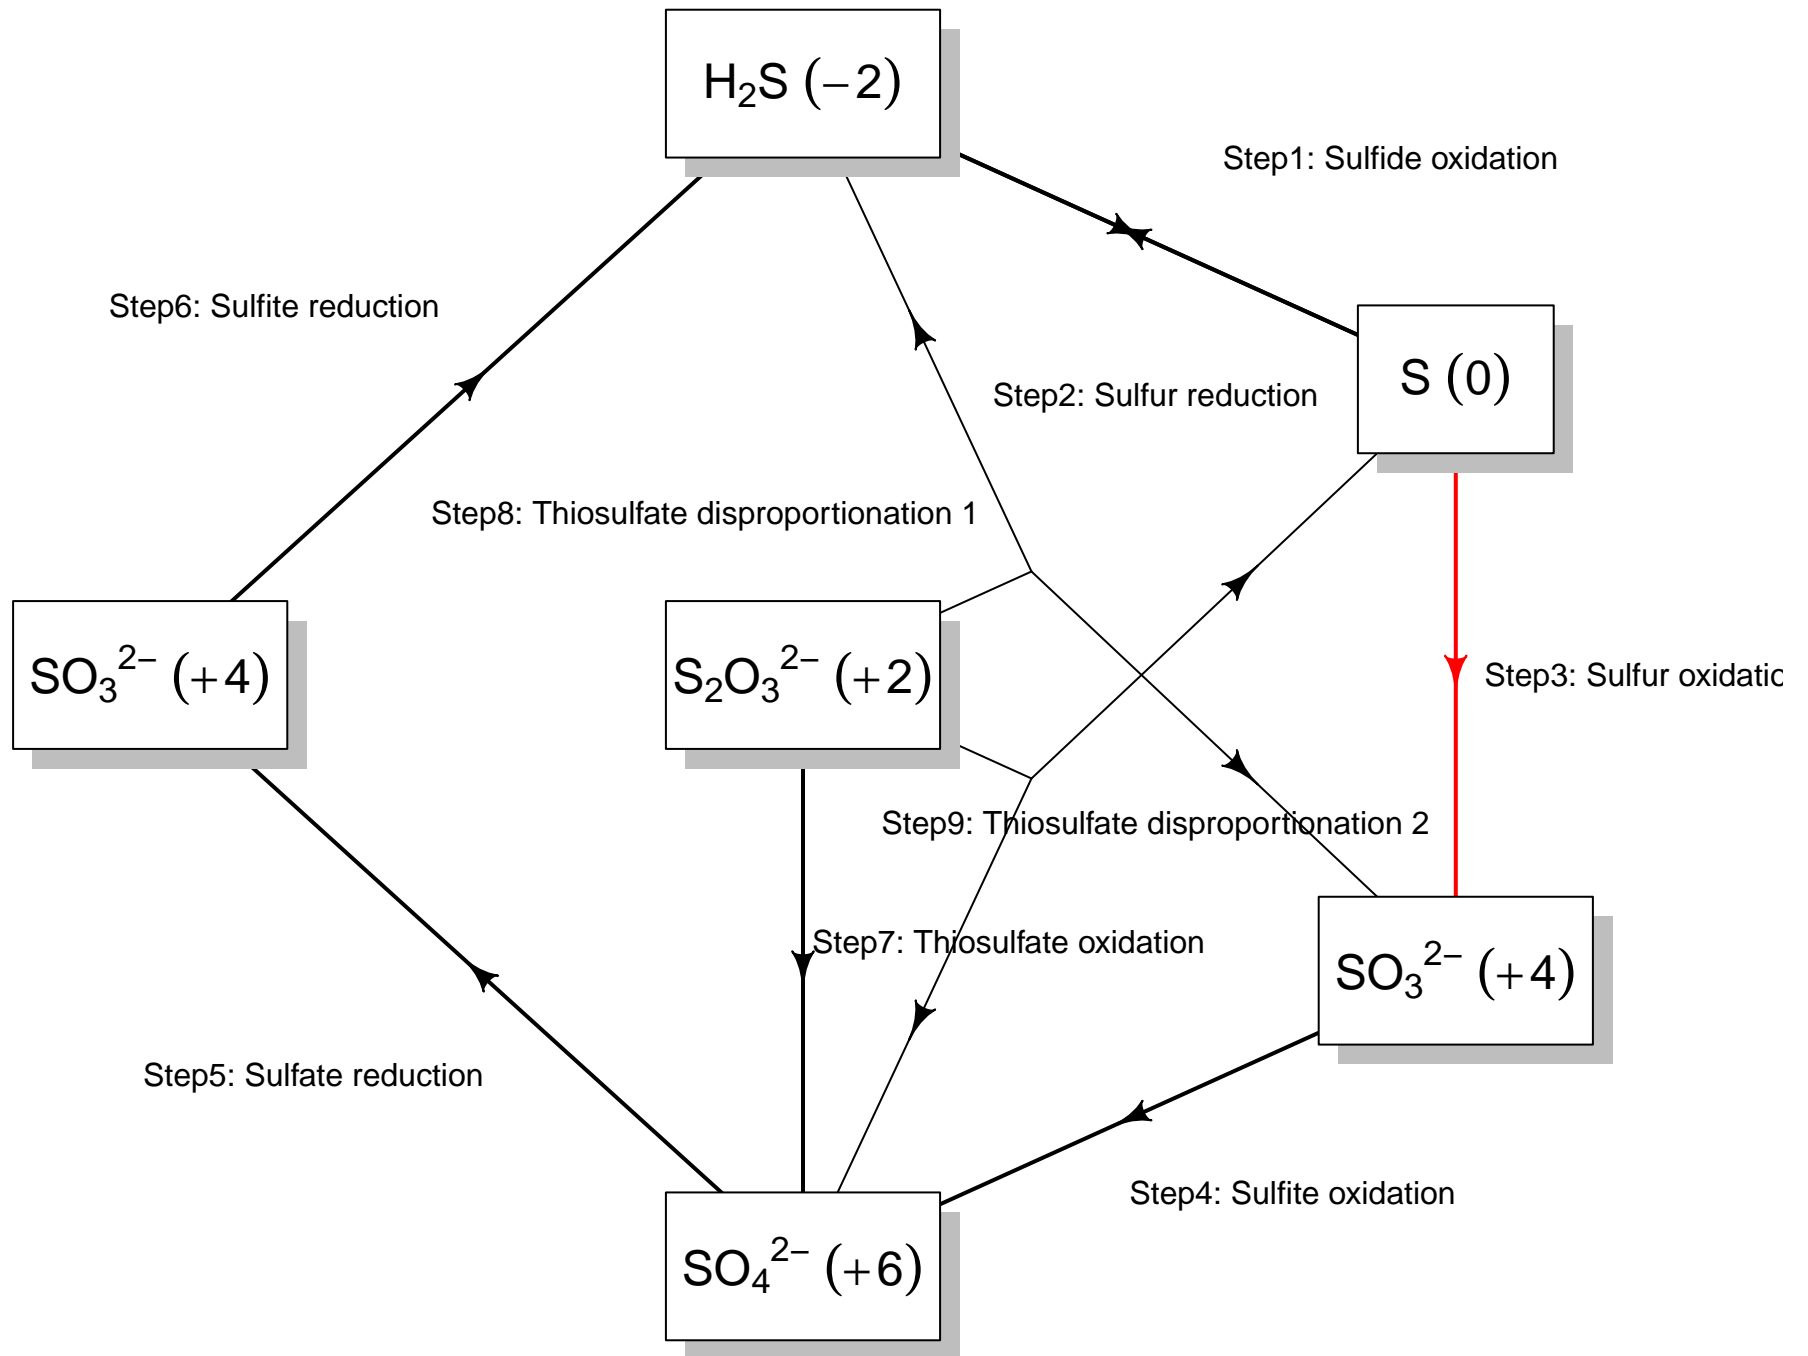 H₂S (−2)
Step1: Sulfide oxidation
Step6: Sulfite reduction
S (0)
Step2: Sulfur reduction
Step8: Thiosulfate disproportionation 1
SO₃²⁻ (+4)
S₂O₃²⁻ (+2)
Step3: Sulfur oxidatic
Step9: Thiosulfate disproportionation 2
Step7: Thiosulfate oxidation
SO₃²⁻ (+4)
Step5: Sulfate reduction
Step4: Sulfite oxidation
SO₄²⁻ (+6)